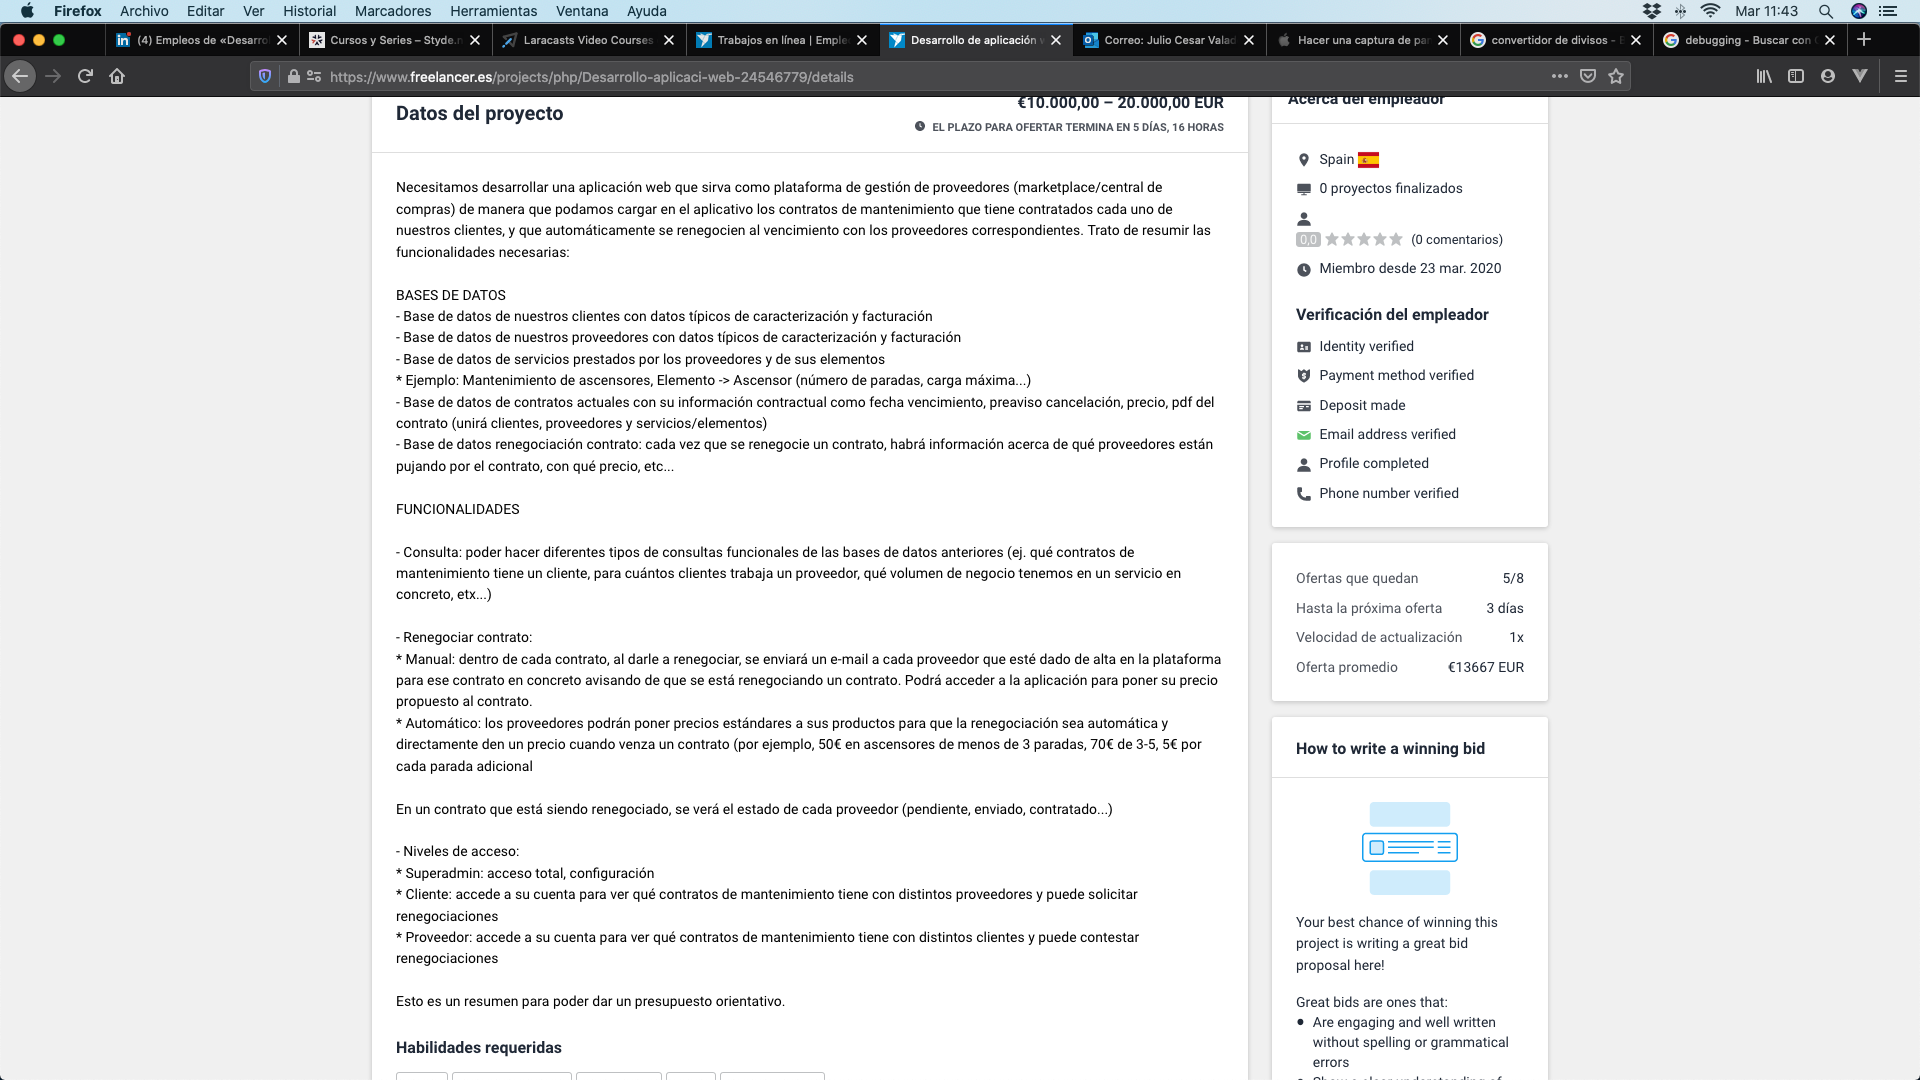 Firefox Archivo Editar Ver Historial Marcadores Herramientas Ventana Ayuda Mar 11:43
(4) Empleos de «Desarro Cursos y Series – Styde.n Laracasts Video Courses Trabajos en línea | Emple Desarrollo de aplicación w Correo: Julio Cesar Valad Hacer una captura de pa convertidor de divisos - B debugging - Buscar con
https://www.freelancer.es/projects/php/Desarrollo-aplicaci-web-24546779/details
Datos del proyecto
€10.000,00 – 20.000,00 EUR
EL PLAZO PARA OFERTAR TERMINA EN 5 DÍAS, 16 HORAS
Necesitamos desarrollar una aplicación web que sirva como plataforma de gestión de proveedores (marketplace/central de
compras) de manera que podamos cargar en el aplicativo los contratos de mantenimiento que tiene contratados cada uno de
nuestros clientes, y que automáticamente se renegocien al vencimiento con los proveedores correspondientes. Trato de resumir las
funcionalidades necesarias:
BASES DE DATOS
- Base de datos de nuestros clientes con datos típicos de caracterización y facturación
- Base de datos de nuestros proveedores con datos típicos de caracterización y facturación
- Base de datos de servicios prestados por los proveedores y de sus elementos
* Ejemplo: Mantenimiento de ascensores, Elemento -> Ascensor (número de paradas, carga máxima...)
- Base de datos de contratos actuales con su información contractual como fecha vencimiento, preaviso cancelación, precio, pdf del
contrato (unirá clientes, proveedores y servicios/elementos)
- Base de datos renegociación contrato: cada vez que se renegocie un contrato, habrá información acerca de qué proveedores están
pujando por el contrato, con qué precio, etc...
FUNCIONALIDADES
- Consulta: poder hacer diferentes tipos de consultas funcionales de las bases de datos anteriores (ej. qué contratos de
mantenimiento tiene un cliente, para cuántos clientes trabaja un proveedor, qué volumen de negocio tenemos en un servicio en
concreto, etx...)
- Renegociar contrato:
* Manual: dentro de cada contrato, al darle a renegociar, se enviará un e-mail a cada proveedor que esté dado de alta en la plataforma
para ese contrato en concreto avisando de que se está renegociando un contrato. Podrá acceder a la aplicación para poner su precio
propuesto al contrato.
* Automático: los proveedores podrán poner precios estándares a sus productos para que la renegociación sea automática y
directamente den un precio cuando venza un contrato (por ejemplo, 50€ en ascensores de menos de 3 paradas, 70€ de 3-5, 5€ por
cada parada adicional
En un contrato que está siendo renegociado, se verá el estado de cada proveedor (pendiente, enviado, contratado...)
- Niveles de acceso:
* Superadmin: acceso total, configuración
* Cliente: accede a su cuenta para ver qué contratos de mantenimiento tiene con distintos proveedores y puede solicitar
renegociaciones
* Proveedor: accede a su cuenta para ver qué contratos de mantenimiento tiene con distintos clientes y puede contestar
renegociaciones
Esto es un resumen para poder dar un presupuesto orientativo.
Habilidades requeridas
Acerca del empleador
Spain
0 proyectos finalizados
0,0 (0 comentarios)
Miembro desde 23 mar. 2020
Verificación del empleador
Identity verified
Payment method verified
Deposit made
Email address verified
Profile completed
Phone number verified
Ofertas que quedan 5/8
Hasta la próxima oferta 3 días
Velocidad de actualización 1x
Oferta promedio €13667 EUR
How to write a winning bid
Your best chance of winning this
project is writing a great bid
proposal here!
Great bids are ones that:
Are engaging and well written
without spelling or grammatical
errors